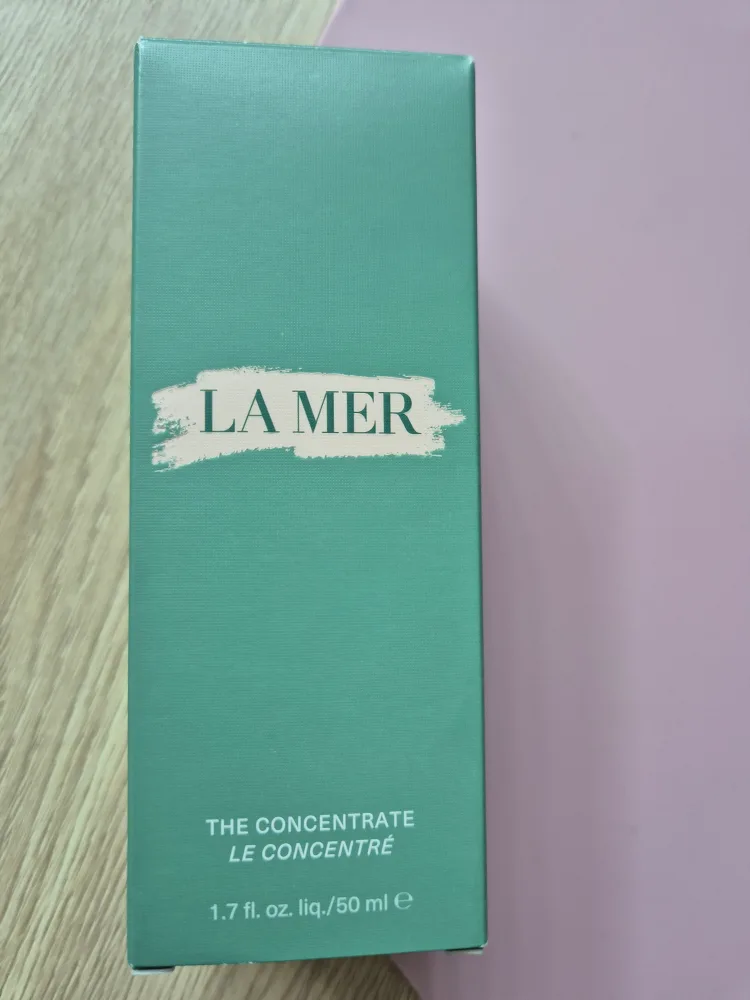 LA MER
THE CONCENTRATE
LE CONCENTRÉ
1.7 fl. oz. liq./50 ml ℮